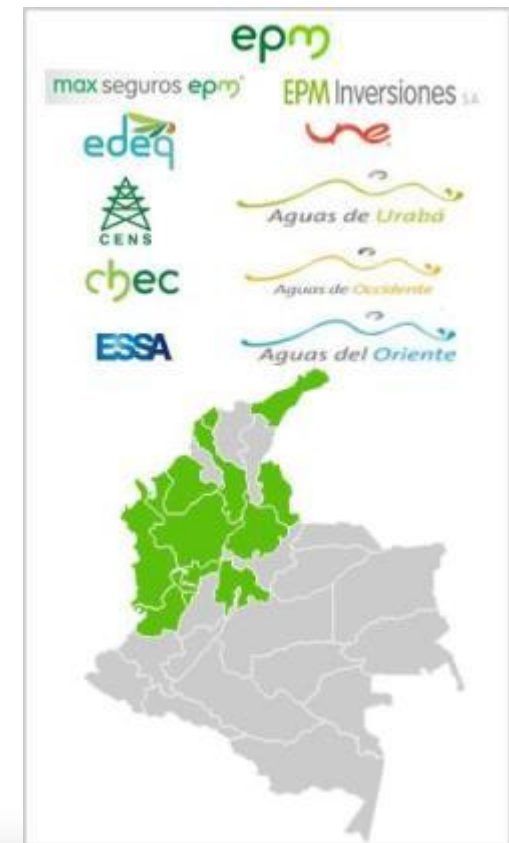 epm
max seguros epm®
EPM Inversiones S.A.
edeq
une
CENS
Aguas de Urabá
chec
Aguas de Occidente
ESSA
Aguas del Oriente